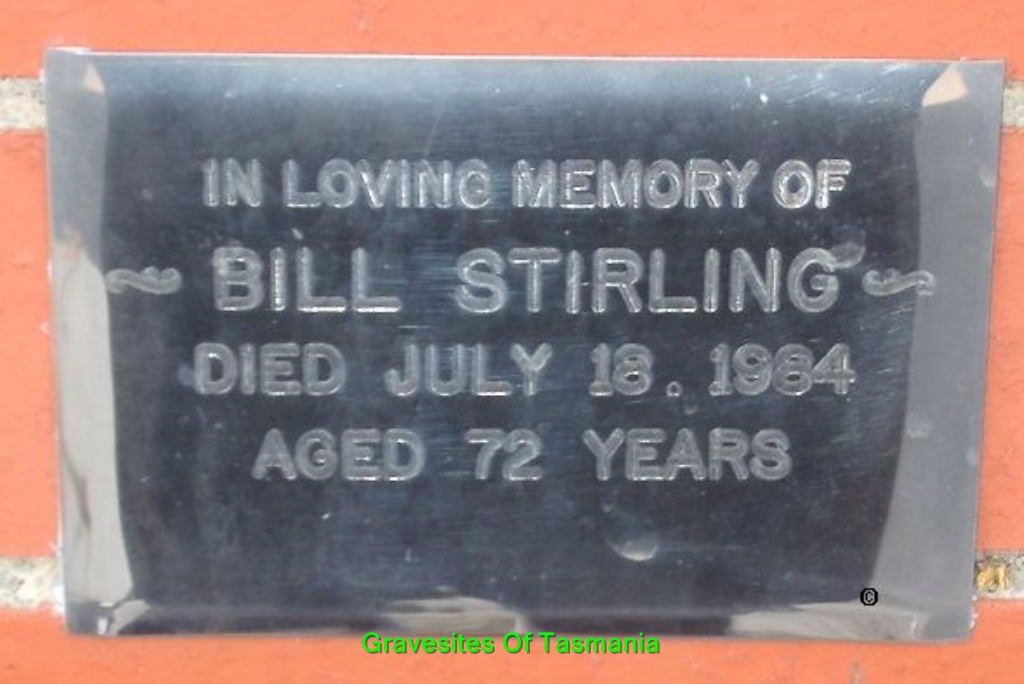 IN LOVING MEMORY OF
~ BILL STIRLING ~
DIED JULY 18. 1984
AGED 72 YEARS
©
Gravesites Of Tasmania